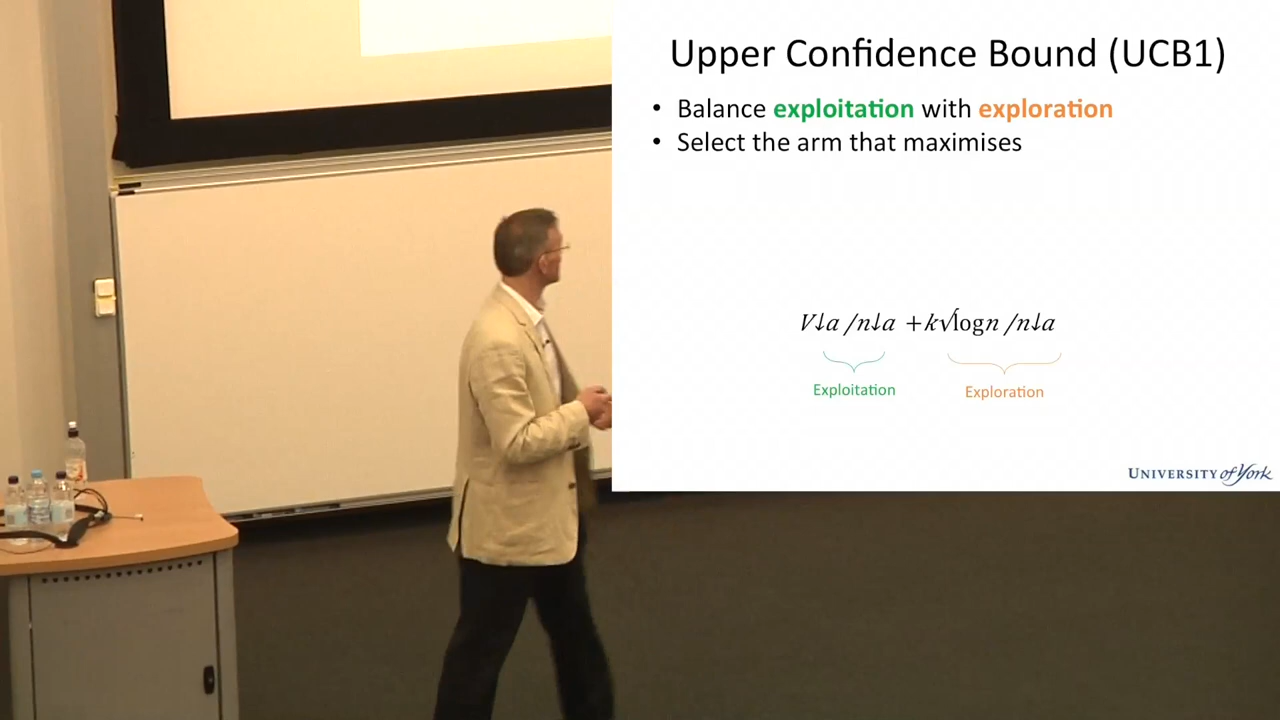 Upper Confidence Bound (UCB1)
• Balance exploitation with exploration
• Select the arm that maximises
V↓a /n↓a +k√logn /n↓a
Exploitation
Exploration
UNIVERSITY of York